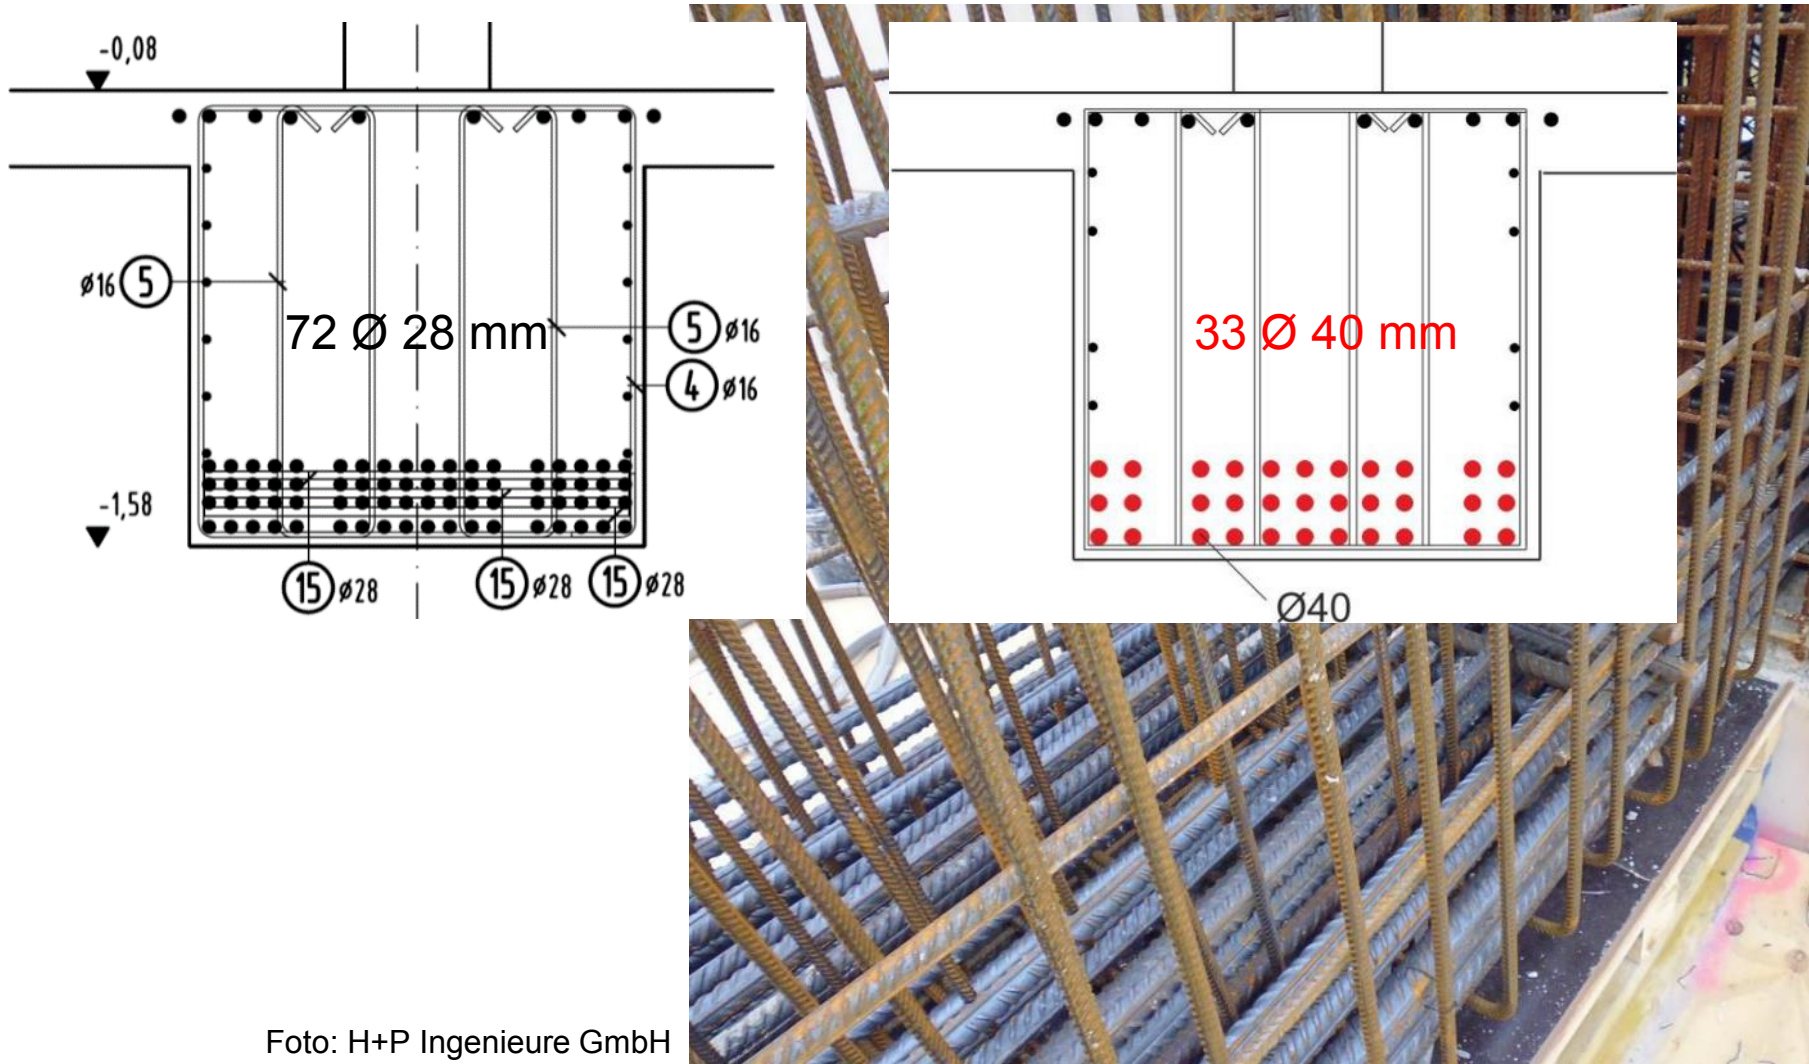 -0,08
ø16 5
72 Ø 28 mm
5 ø16
4 ø16
-1,58
15 ø28
15 ø28
15 ø28
33 Ø 40 mm
Ø40
Foto: H+P Ingenieure GmbH